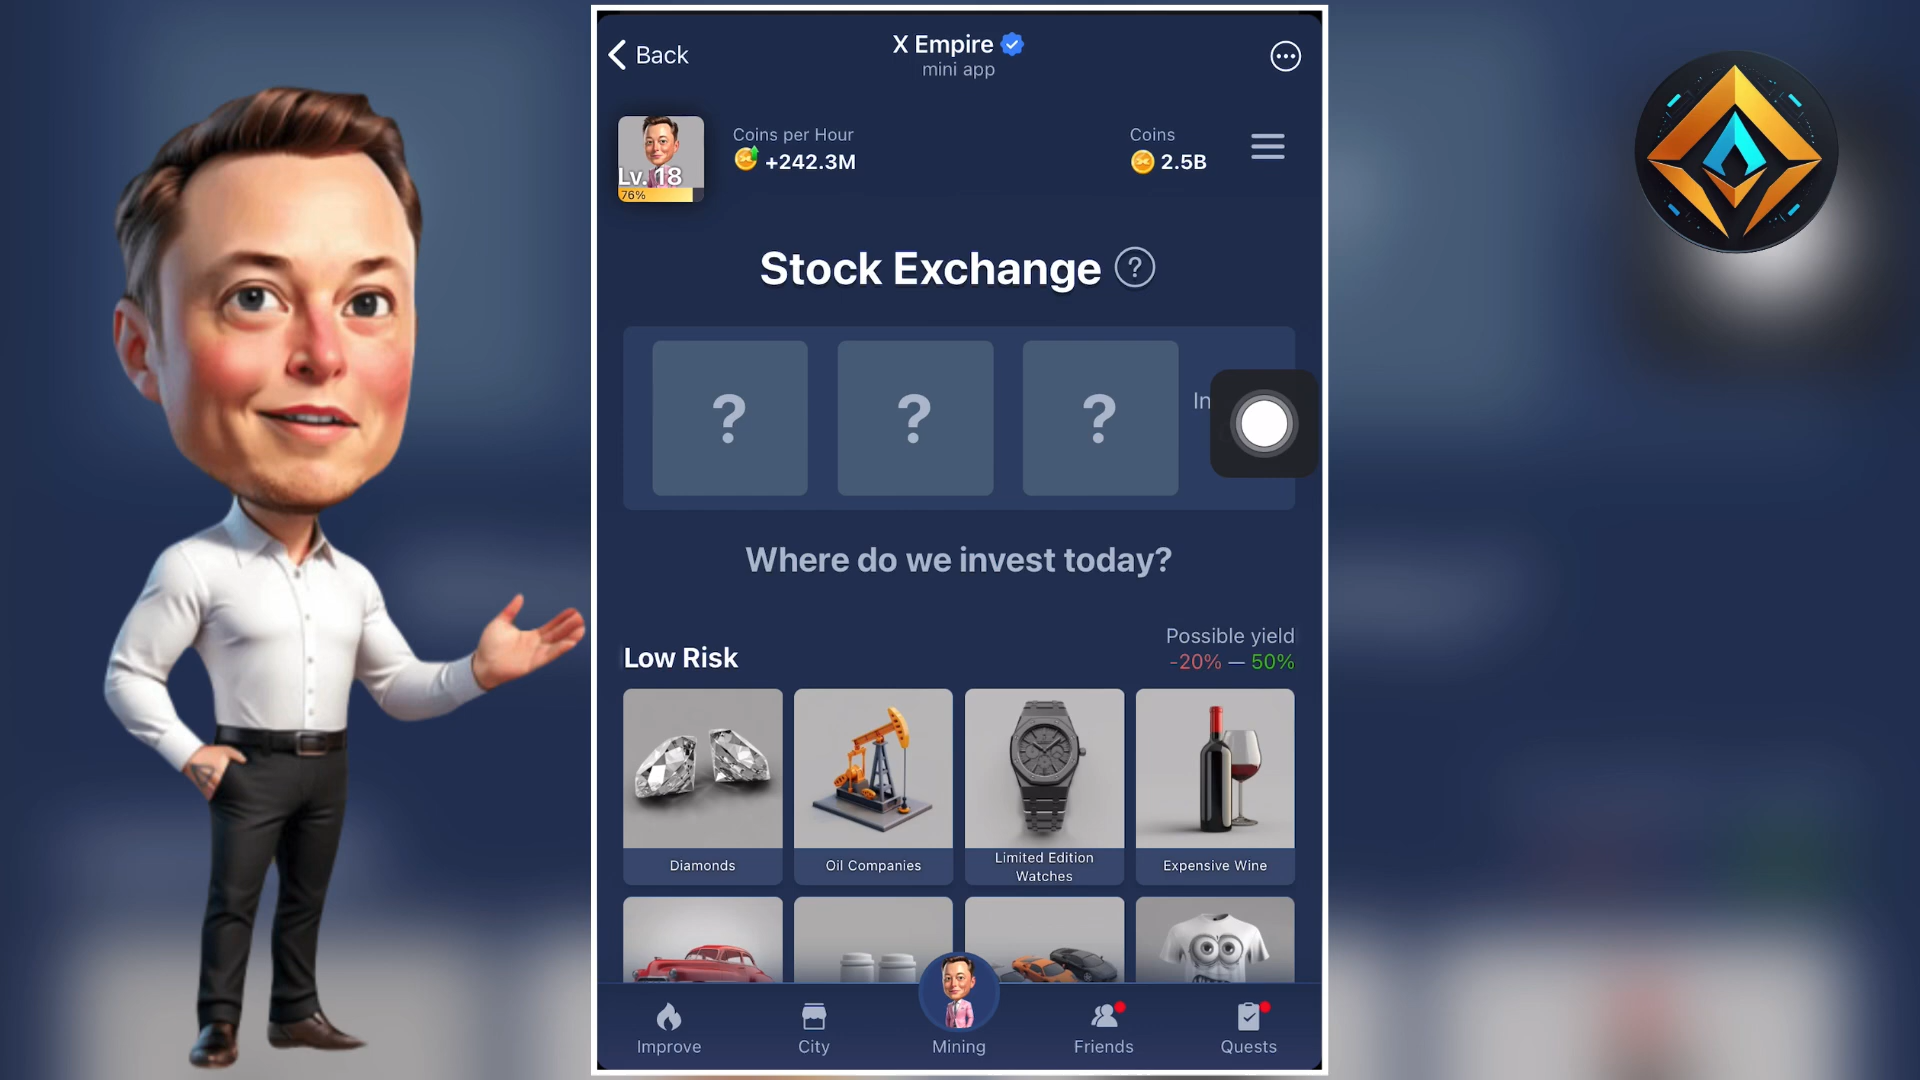 Back
X Empire
mini app
Lv. 18
76%
Coins per Hour
+242.3M
Coins
2.5B
Stock Exchange ?
? ? ?
In
Where do we invest today?
Low Risk
Possible yield
-20% — 50%
Diamonds
Oil Companies
Limited Edition
Watches
Expensive Wine
Improve
City
Mining
Friends
Quests